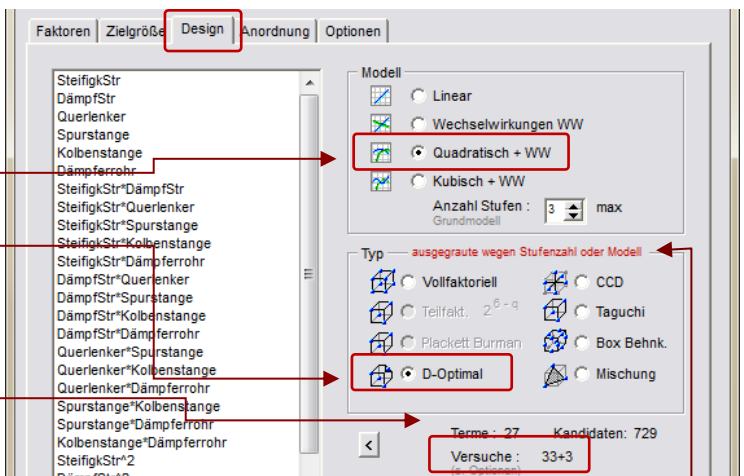 Faktoren Zielgröße Design Anordnung Optionen
SteifigkStr
DämpfStr
Querlenker
Spurstange
Kolbenstange
Dämpferrohr
SteifigkStr*DämpfStr
SteifigkStr*Querlenker
SteifigkStr*Spurstange
SteifigkStr*Kolbenstange
SteifigkStr*Dämpferrohr
DämpfStr*Querlenker
DämpfStr*Spurstange
DämpfStr*Kolbenstange
DämpfStr*Dämpferrohr
Querlenker*Spurstange
Querlenker*Kolbenstange
Querlenker*Dämpferrohr
Spurstange*Kolbenstange
Spurstange*Dämpferrohr
Kolbenstange*Dämpferrohr
SteifigkStr^2
DämpfStr^2
Modell
Linear
Wechselwirkungen WW
Quadratisch + WW
Kubisch + WW
Anzahl Stufen : 3 max
Grundmodell
Typ ausgegraute wegen Stufenzahl oder Modell
Vollfaktoriell CCD
Teilfakt. 2^6-q Taguchi
Plackett Burman Box Behnk.
D-Optimal Mischung
Terme : 27 Kandidaten: 729
< Versuche : 33+3
(s. Optionen)